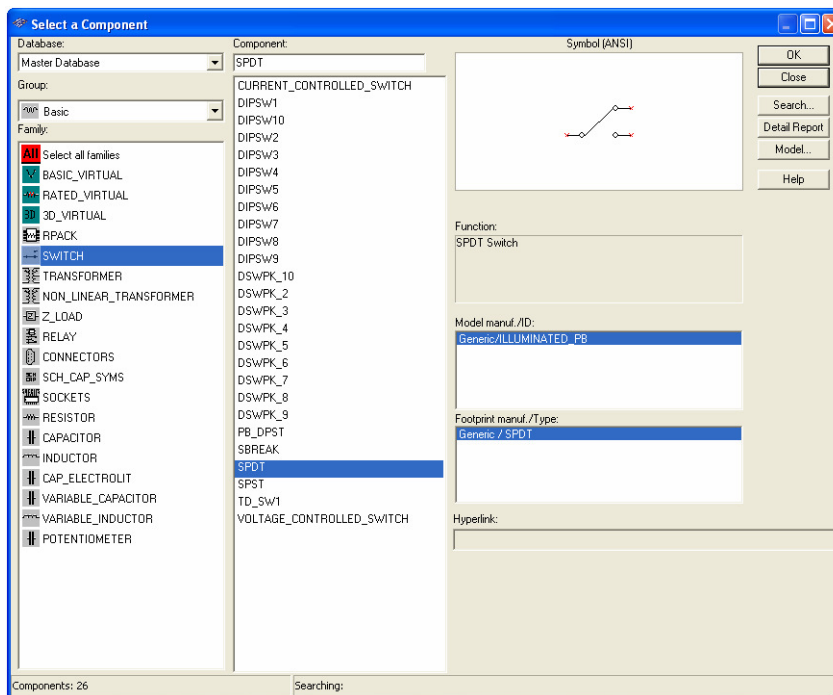 Select a Component
Database:
Master Database
Group:
Basic
Family:
All Select all families
BASIC_VIRTUAL
RATED_VIRTUAL
3D 3D_VIRTUAL
RPACK
SWITCH
TRANSFORMER
NON_LINEAR_TRANSFORMER
Z_LOAD
RELAY
CONNECTORS
SCH_CAP_SYMS
SOCKETS
RESISTOR
CAPACITOR
INDUCTOR
CAP_ELECTROLIT
VARIABLE_CAPACITOR
VARIABLE_INDUCTOR
POTENTIOMETER
Component:
SPDT
CURRENT_CONTROLLED_SWITCH
DIPSW1
DIPSW10
DIPSW2
DIPSW3
DIPSW4
DIPSW5
DIPSW6
DIPSW7
DIPSW8
DIPSW9
DSWPK_10
DSWPK_2
DSWPK_3
DSWPK_4
DSWPK_5
DSWPK_6
DSWPK_7
DSWPK_8
DSWPK_9
PB_DPST
SBREAK
SPDT
SPST
TD_SW1
VOLTAGE_CONTROLLED_SWITCH
Symbol (ANSI)
Function:
SPDT Switch
Model manuf./ID:
Generic/ILLUMINATED_PB
Footprint manuf./Type:
Generic / SPDT
Hyperlink:
OK
Close
Search...
Detail Report
Model...
Help
Components: 26
Searching: